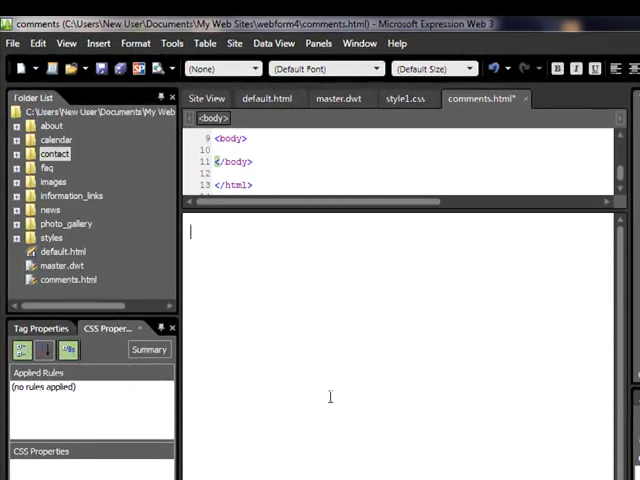 comments (C:\Users\New User\Documents\My Web Sites\webform4\comments.html) - Microsoft Expression Web 3
File Edit View Insert Format Tools Table Site Data View Panels Window Help
(None) (Default Font) (Default Size) B I U
Folder List
C:\Users\New User\Documents\My Web
about
calendar
contact
faq
images
information_links
news
photo_gallery
styles
default.html
master.dwt
comments.html
Site View default.html master.dwt style1.css comments.html*
<body>
9 <body>
10
11 </body>
12
13 </html>
Tag Properties CSS Proper...
Summary
Applied Rules
(no rules applied)
CSS Properties